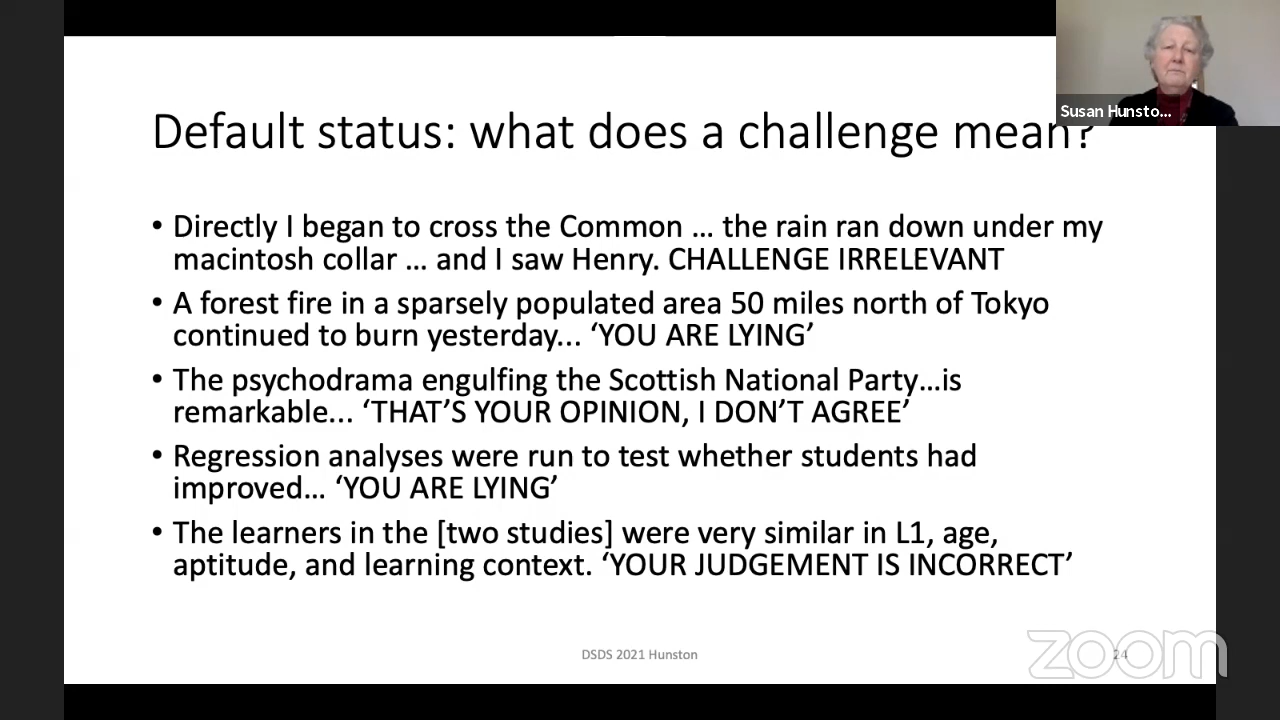 Susan Hunsto...
Default status: what does a challenge mean?
• Directly I began to cross the Common … the rain ran down under my
macintosh collar … and I saw Henry. CHALLENGE IRRELEVANT
• A forest fire in a sparsely populated area 50 miles north of Tokyo
continued to burn yesterday... ‘YOU ARE LYING’
• The psychodrama engulfing the Scottish National Party…is
remarkable... ‘THAT’S YOUR OPINION, I DON’T AGREE’
• Regression analyses were run to test whether students had
improved… ‘YOU ARE LYING’
• The learners in the [two studies] were very similar in L1, age,
aptitude, and learning context. ‘YOUR JUDGEMENT IS INCORRECT’
DSDS 2021 Hunston
24
zoom